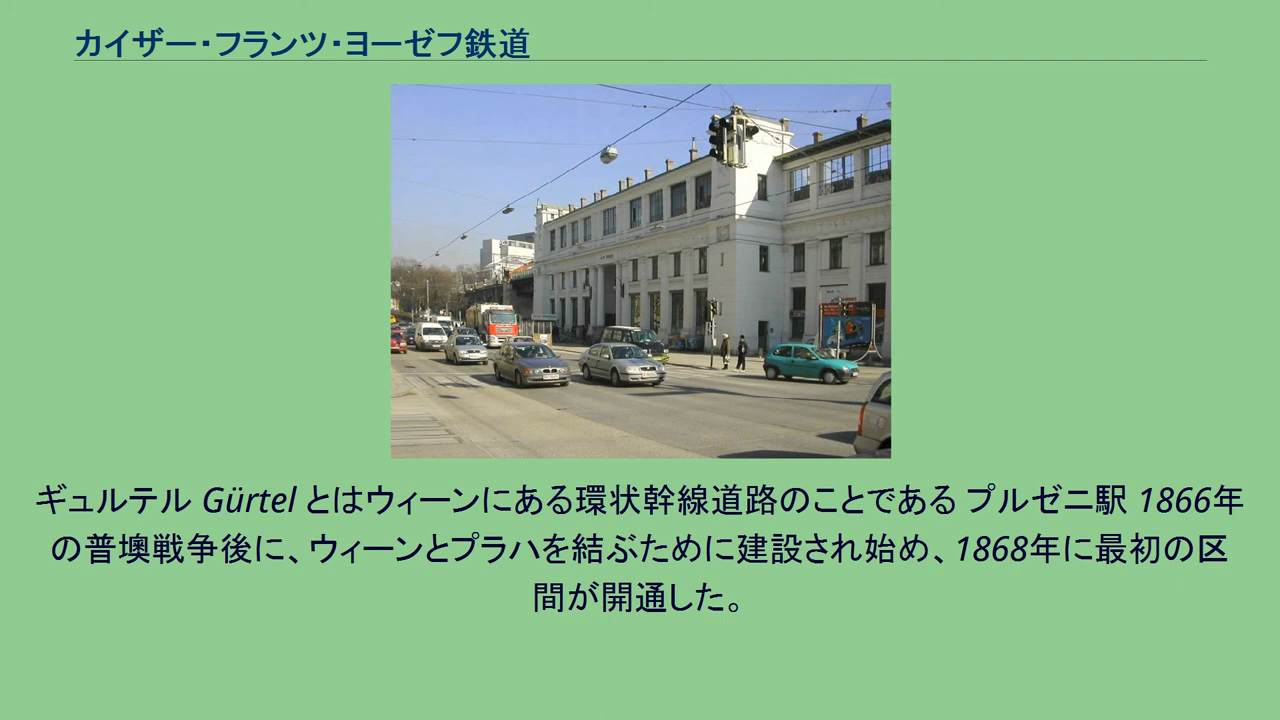 カイザー・フランツ・ヨーゼフ鉄道
ギュルテル Gürtel とはウィーンにある環状幹線道路のことである プルゼニ駅 1866年
の普墺戦争後に、ウィーンとプラハを結ぶために建設され始め、1868年に最初の区
間が開通した。